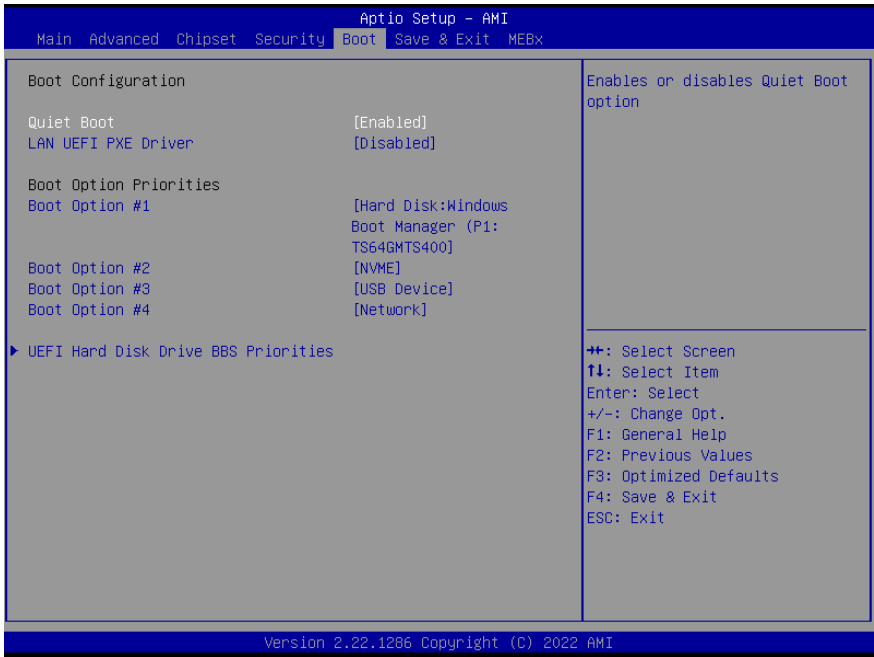 Aptio Setup – AMI
Main Advanced Chipset Security Boot Save & Exit MEBx
Boot Configuration
Quiet Boot [Enabled]
LAN UEFI PXE Driver [Disabled]
Boot Option Priorities
Boot Option #1 [Hard Disk:Windows
Boot Manager (P1:
TS64GMTS400]
Boot Option #2 [NVME]
Boot Option #3 [USB Device]
Boot Option #4 [Network]
UEFI Hard Disk Drive BBS Priorities
Enables or disables Quiet Boot
option
→←: Select Screen
↑↓: Select Item
Enter: Select
+/-: Change Opt.
F1: General Help
F2: Previous Values
F3: Optimized Defaults
F4: Save & Exit
ESC: Exit
Version 2.22.1286 Copyright (C) 2022 AMI